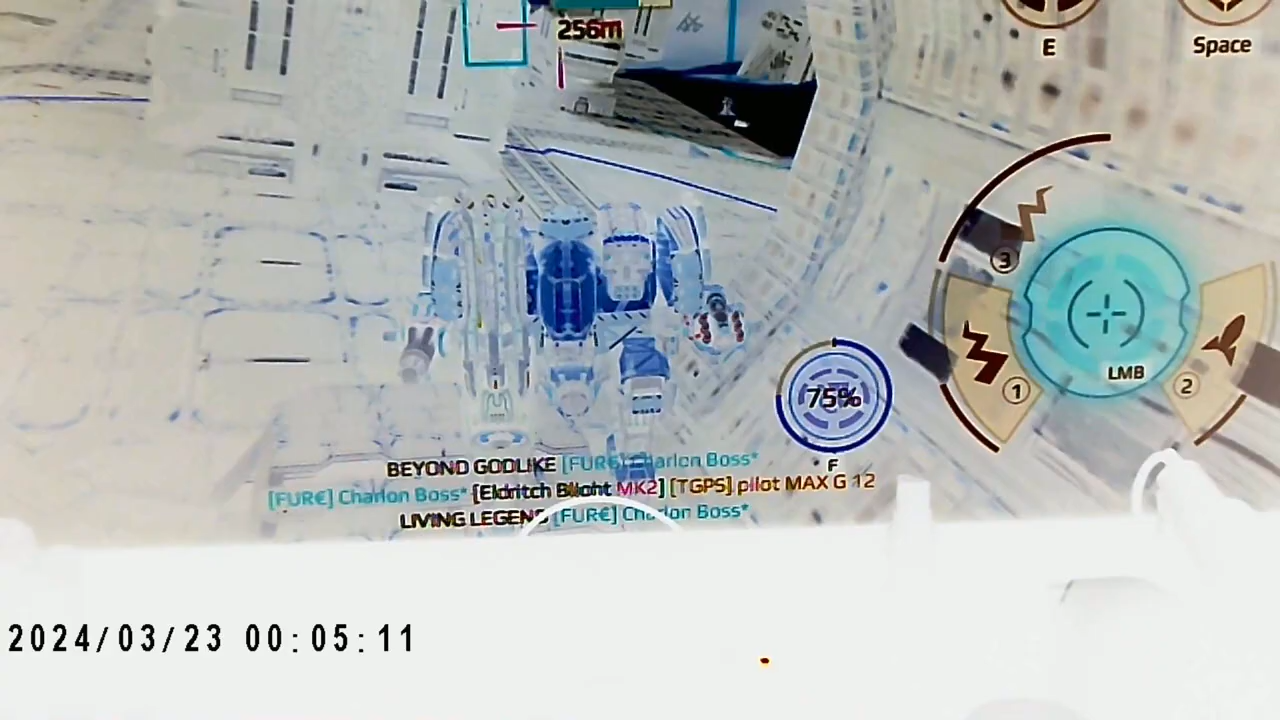 256m
E
Space
3
1
LMB
2
75%
F
BEYOND GODLIKE [FUR€] Charlon Boss*
[FUR€] Charlon Boss* [Eldritch Blight MK2] [TGPS] pilot MAX G 12
LIVING LEGEND [FUR€] Charlon Boss*
2024/03/23 00:05:11